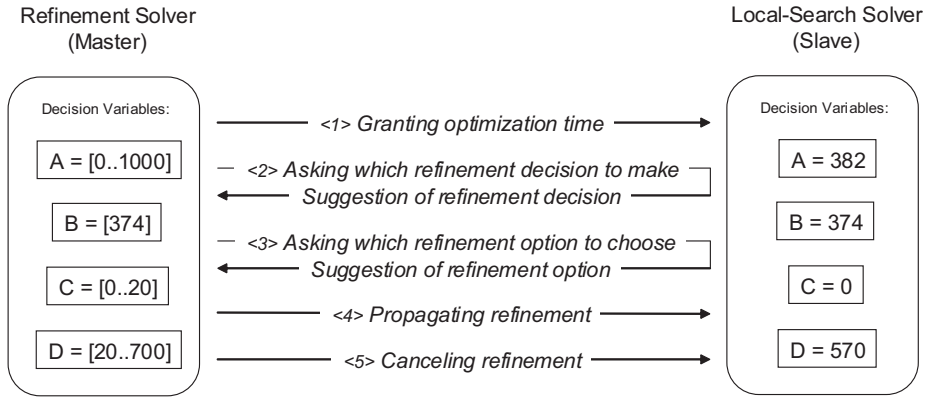 Refinement Solver
(Master)
Local-Search Solver
(Slave)
Decision Variables:
A = [0..1000]
B = [374]
C = [0..20]
D = [20..700]
<1> Granting optimization time
<2> Asking which refinement decision to make
Suggestion of refinement decision
<3> Asking which refinement option to choose
Suggestion of refinement option
<4> Propagating refinement
<5> Canceling refinement
Decision Variables:
A = 382
B = 374
C = 0
D = 570